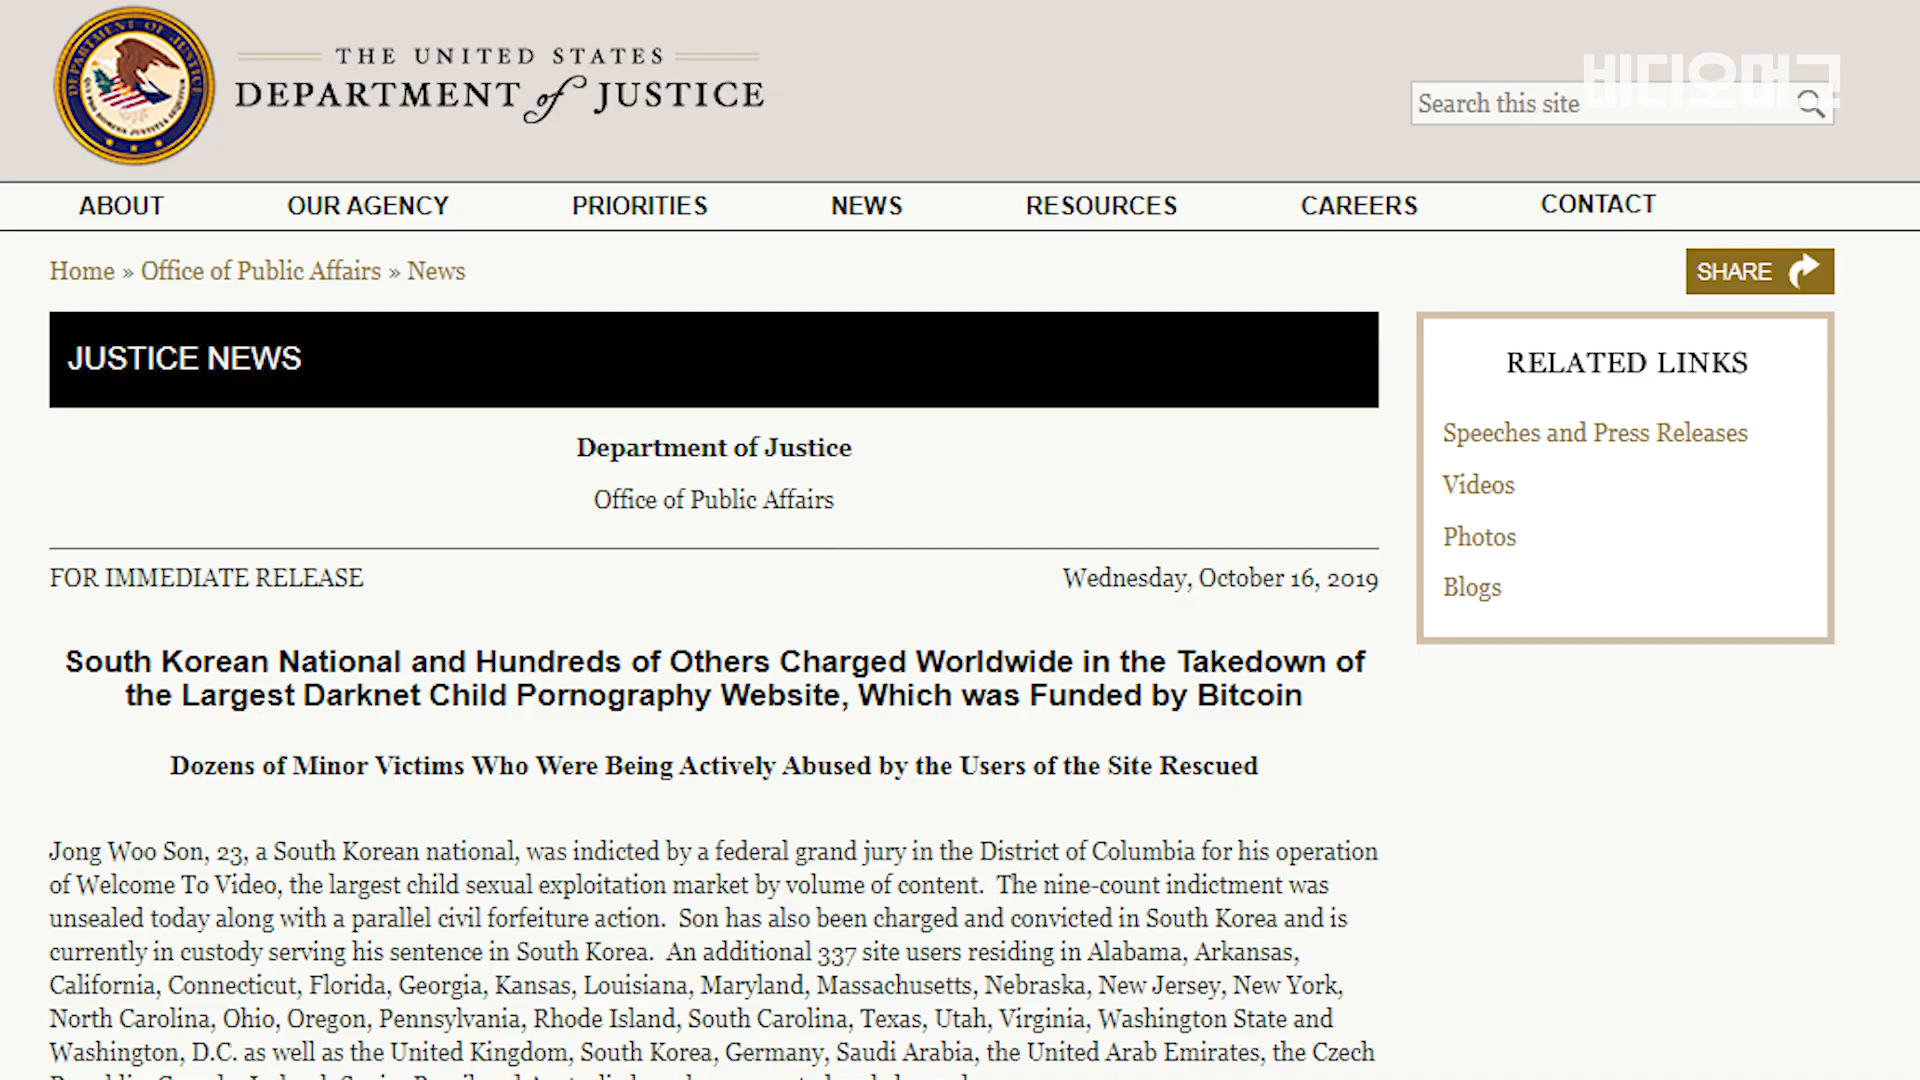 THE UNITED STATES
DEPARTMENT of JUSTICE
비디오머그
Search this site
ABOUT OUR AGENCY PRIORITIES NEWS RESOURCES CAREERS CONTACT
Home » Office of Public Affairs » News
SHARE
JUSTICE NEWS
Department of Justice
Office of Public Affairs
FOR IMMEDIATE RELEASE Wednesday, October 16, 2019
South Korean National and Hundreds of Others Charged Worldwide in the Takedown of
the Largest Darknet Child Pornography Website, Which was Funded by Bitcoin
Dozens of Minor Victims Who Were Being Actively Abused by the Users of the Site Rescued
Jong Woo Son, 23, a South Korean national, was indicted by a federal grand jury in the District of Columbia for his operation
of Welcome To Video, the largest child sexual exploitation market by volume of content. The nine-count indictment was
unsealed today along with a parallel civil forfeiture action. Son has also been charged and convicted in South Korea and is
currently in custody serving his sentence in South Korea. An additional 337 site users residing in Alabama, Arkansas,
California, Connecticut, Florida, Georgia, Kansas, Louisiana, Maryland, Massachusetts, Nebraska, New Jersey, New York,
North Carolina, Ohio, Oregon, Pennsylvania, Rhode Island, South Carolina, Texas, Utah, Virginia, Washington State and
Washington, D.C. as well as the United Kingdom, South Korea, Germany, Saudi Arabia, the United Arab Emirates, the Czech
RELATED LINKS
Speeches and Press Releases
Videos
Photos
Blogs